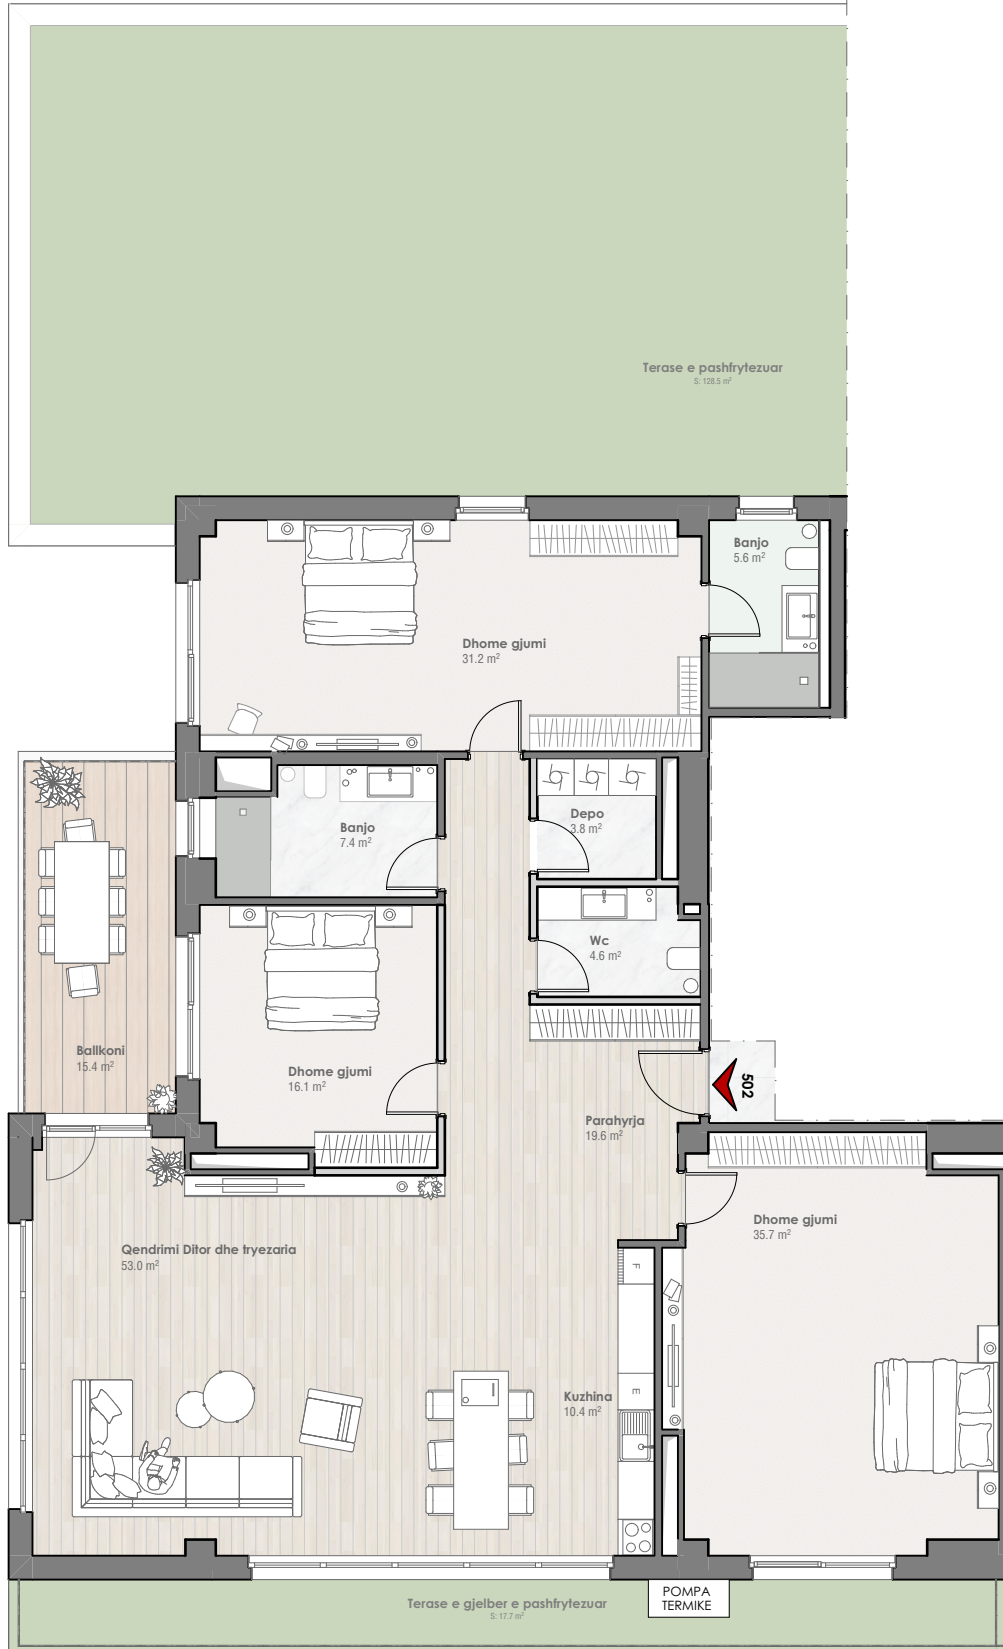 Terase e pashfrytezuar
S: 128.5 m²
Banjo
5.6 m²
Dhome gjumi
31.2 m²
Depo
3.8 m²
Banjo
7.4 m²
Wc
4.6 m²
Ballkoni
15.4 m²
Dhome gjumi
16.1 m²
502
Parahyrja
19.6 m²
Dhome gjumi
35.7 m²
Qendrimi Ditor dhe tryezaria
53.0 m²
F
E
Kuzhina
10.4 m²
POMPA
TERMIKE
Terase e gjelber e pashfrytezuar
S: 17.7 m²